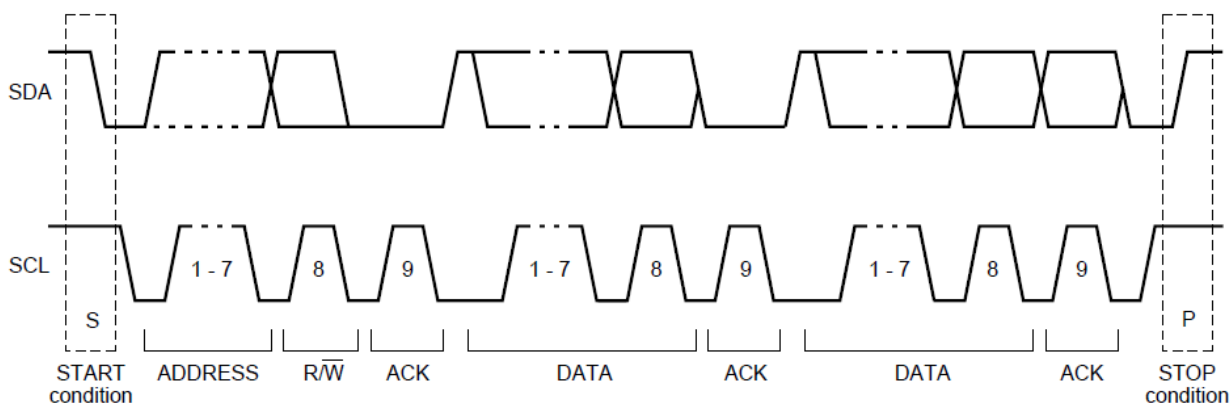 SDA
SCL
1 - 7
8
9
1 - 7
8
9
1 - 7
8
9
S
P
START
condition
ADDRESS
R/W̅
ACK
DATA
ACK
DATA
ACK
STOP
condition